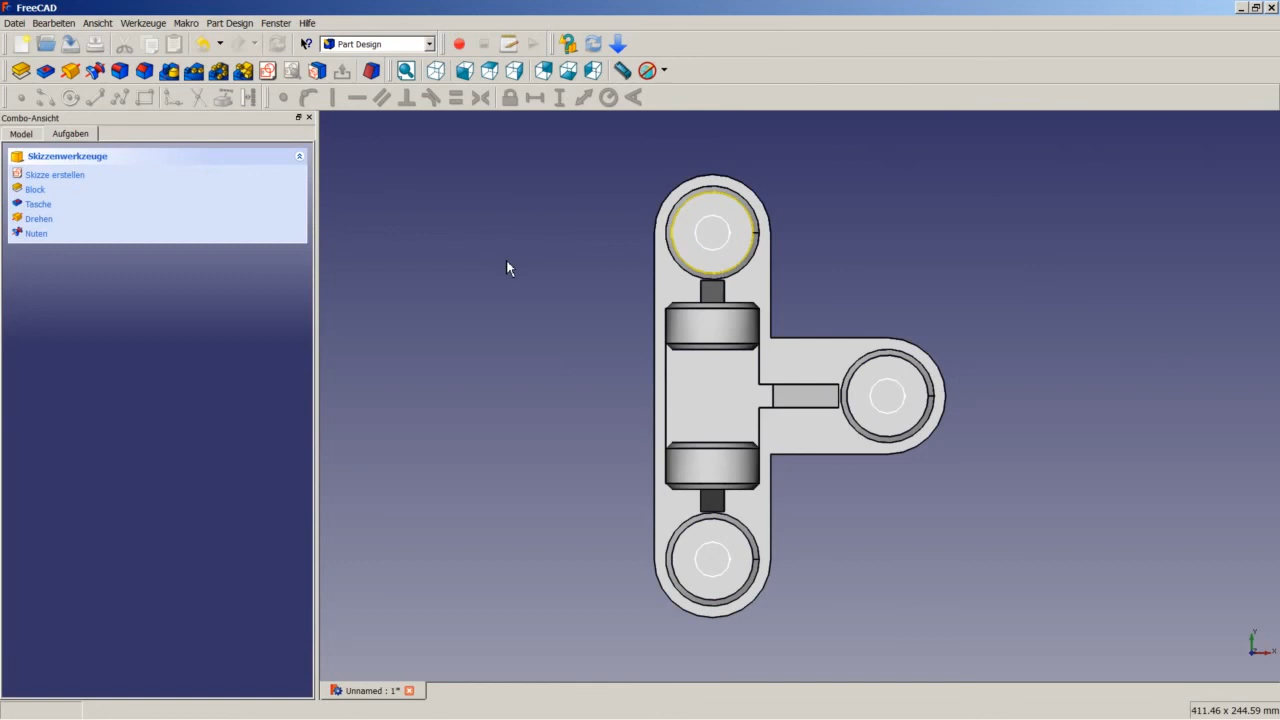 FreeCAD
Datei Bearbeiten Ansicht Werkzeuge Makro Part Design Fenster Hilfe
Part Design
Combo-Ansicht
Model Aufgaben
Skizzenwerkzeuge
Skizze erstellen
Block
Tasche
Drehen
Nuten
Y
X
Z
Unnamed : 1*
411.46 x 244.59 mm